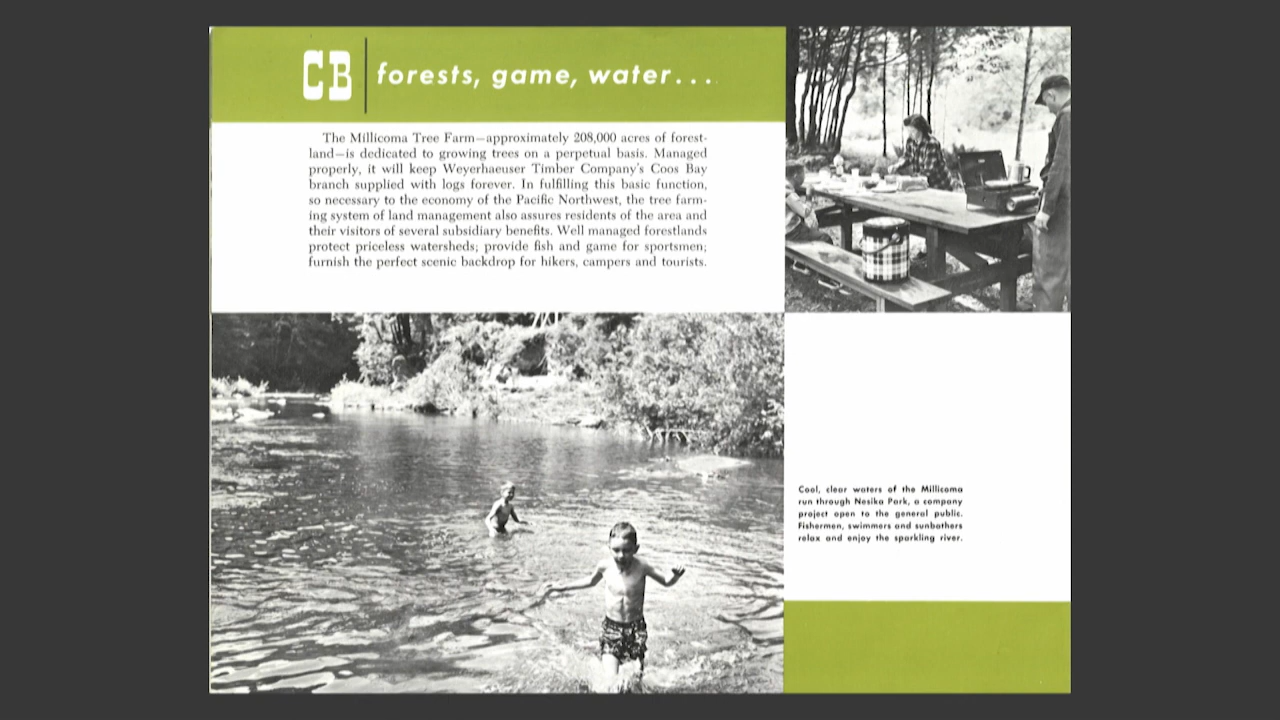 CB forests, game, water...
The Millicoma Tree Farm—approximately 208,000 acres of forest-
land—is dedicated to growing trees on a perpetual basis. Managed
properly, it will keep Weyerhaeuser Timber Company's Coos Bay
branch supplied with logs forever. In fulfilling this basic function,
so necessary to the economy of the Pacific Northwest, the tree farm-
ing system of land management also assures residents of the area and
their visitors of several subsidiary benefits. Well managed forestlands
protect priceless watersheds; provide fish and game for sportsmen;
furnish the perfect scenic backdrop for hikers, campers and tourists.
Cool, clear waters of the Millicoma
run through Nesika Park, a company
project open to the general public.
Fishermen, swimmers and sunbathers
relax and enjoy the sparkling river.